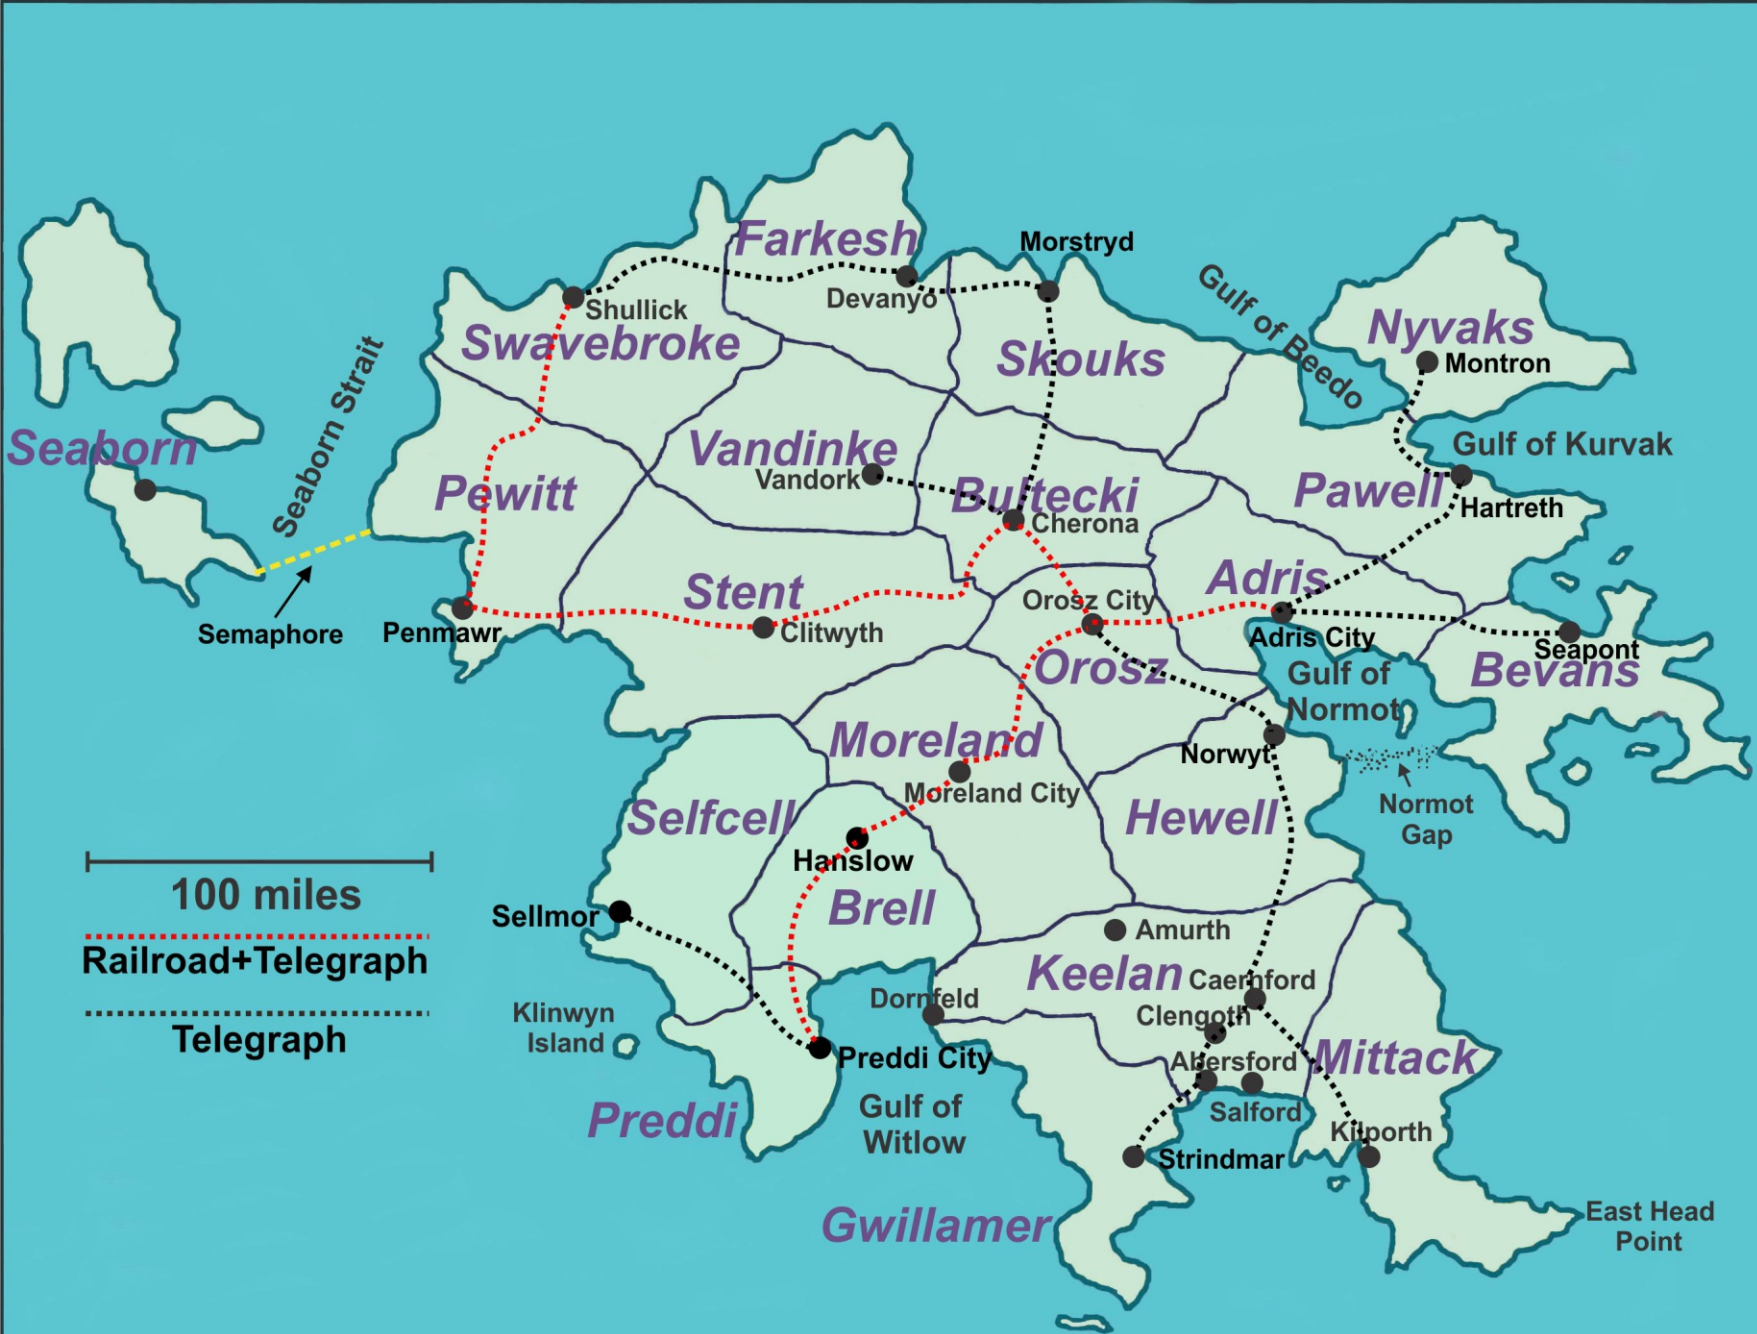 Farkesh
Morstryd
Devanyo
Shullick
Swavebroke
Skouks
Gulf of Beedo
Nyvaks
Montron
Seaborn Strait
Seaborn
Vandinke
Vandork
Gulf of Kurvak
Pewitt
Bultecki
Cherona
Pawell
Hartreth
Stent
Adris
Orosz City
Semaphore
Penmawr
Clitwyth
Adris City
Seapont
Orosz
Bevans
Gulf of
Normot
Moreland
Norwyt
Moreland City
Selfcell
Hewell
Normot
Gap
Hanslow
100 miles
Brell
Sellmor
Amurth
Railroad+Telegraph
Keelan
Caernford
Dornfeld
Klinwyn
Island
Clengoth
Telegraph
Preddi City
Abersford
Mittack
Gulf of
Witlow
Salford
Preddi
Kilporth
Strindmar
Gwillamer
East Head
Point